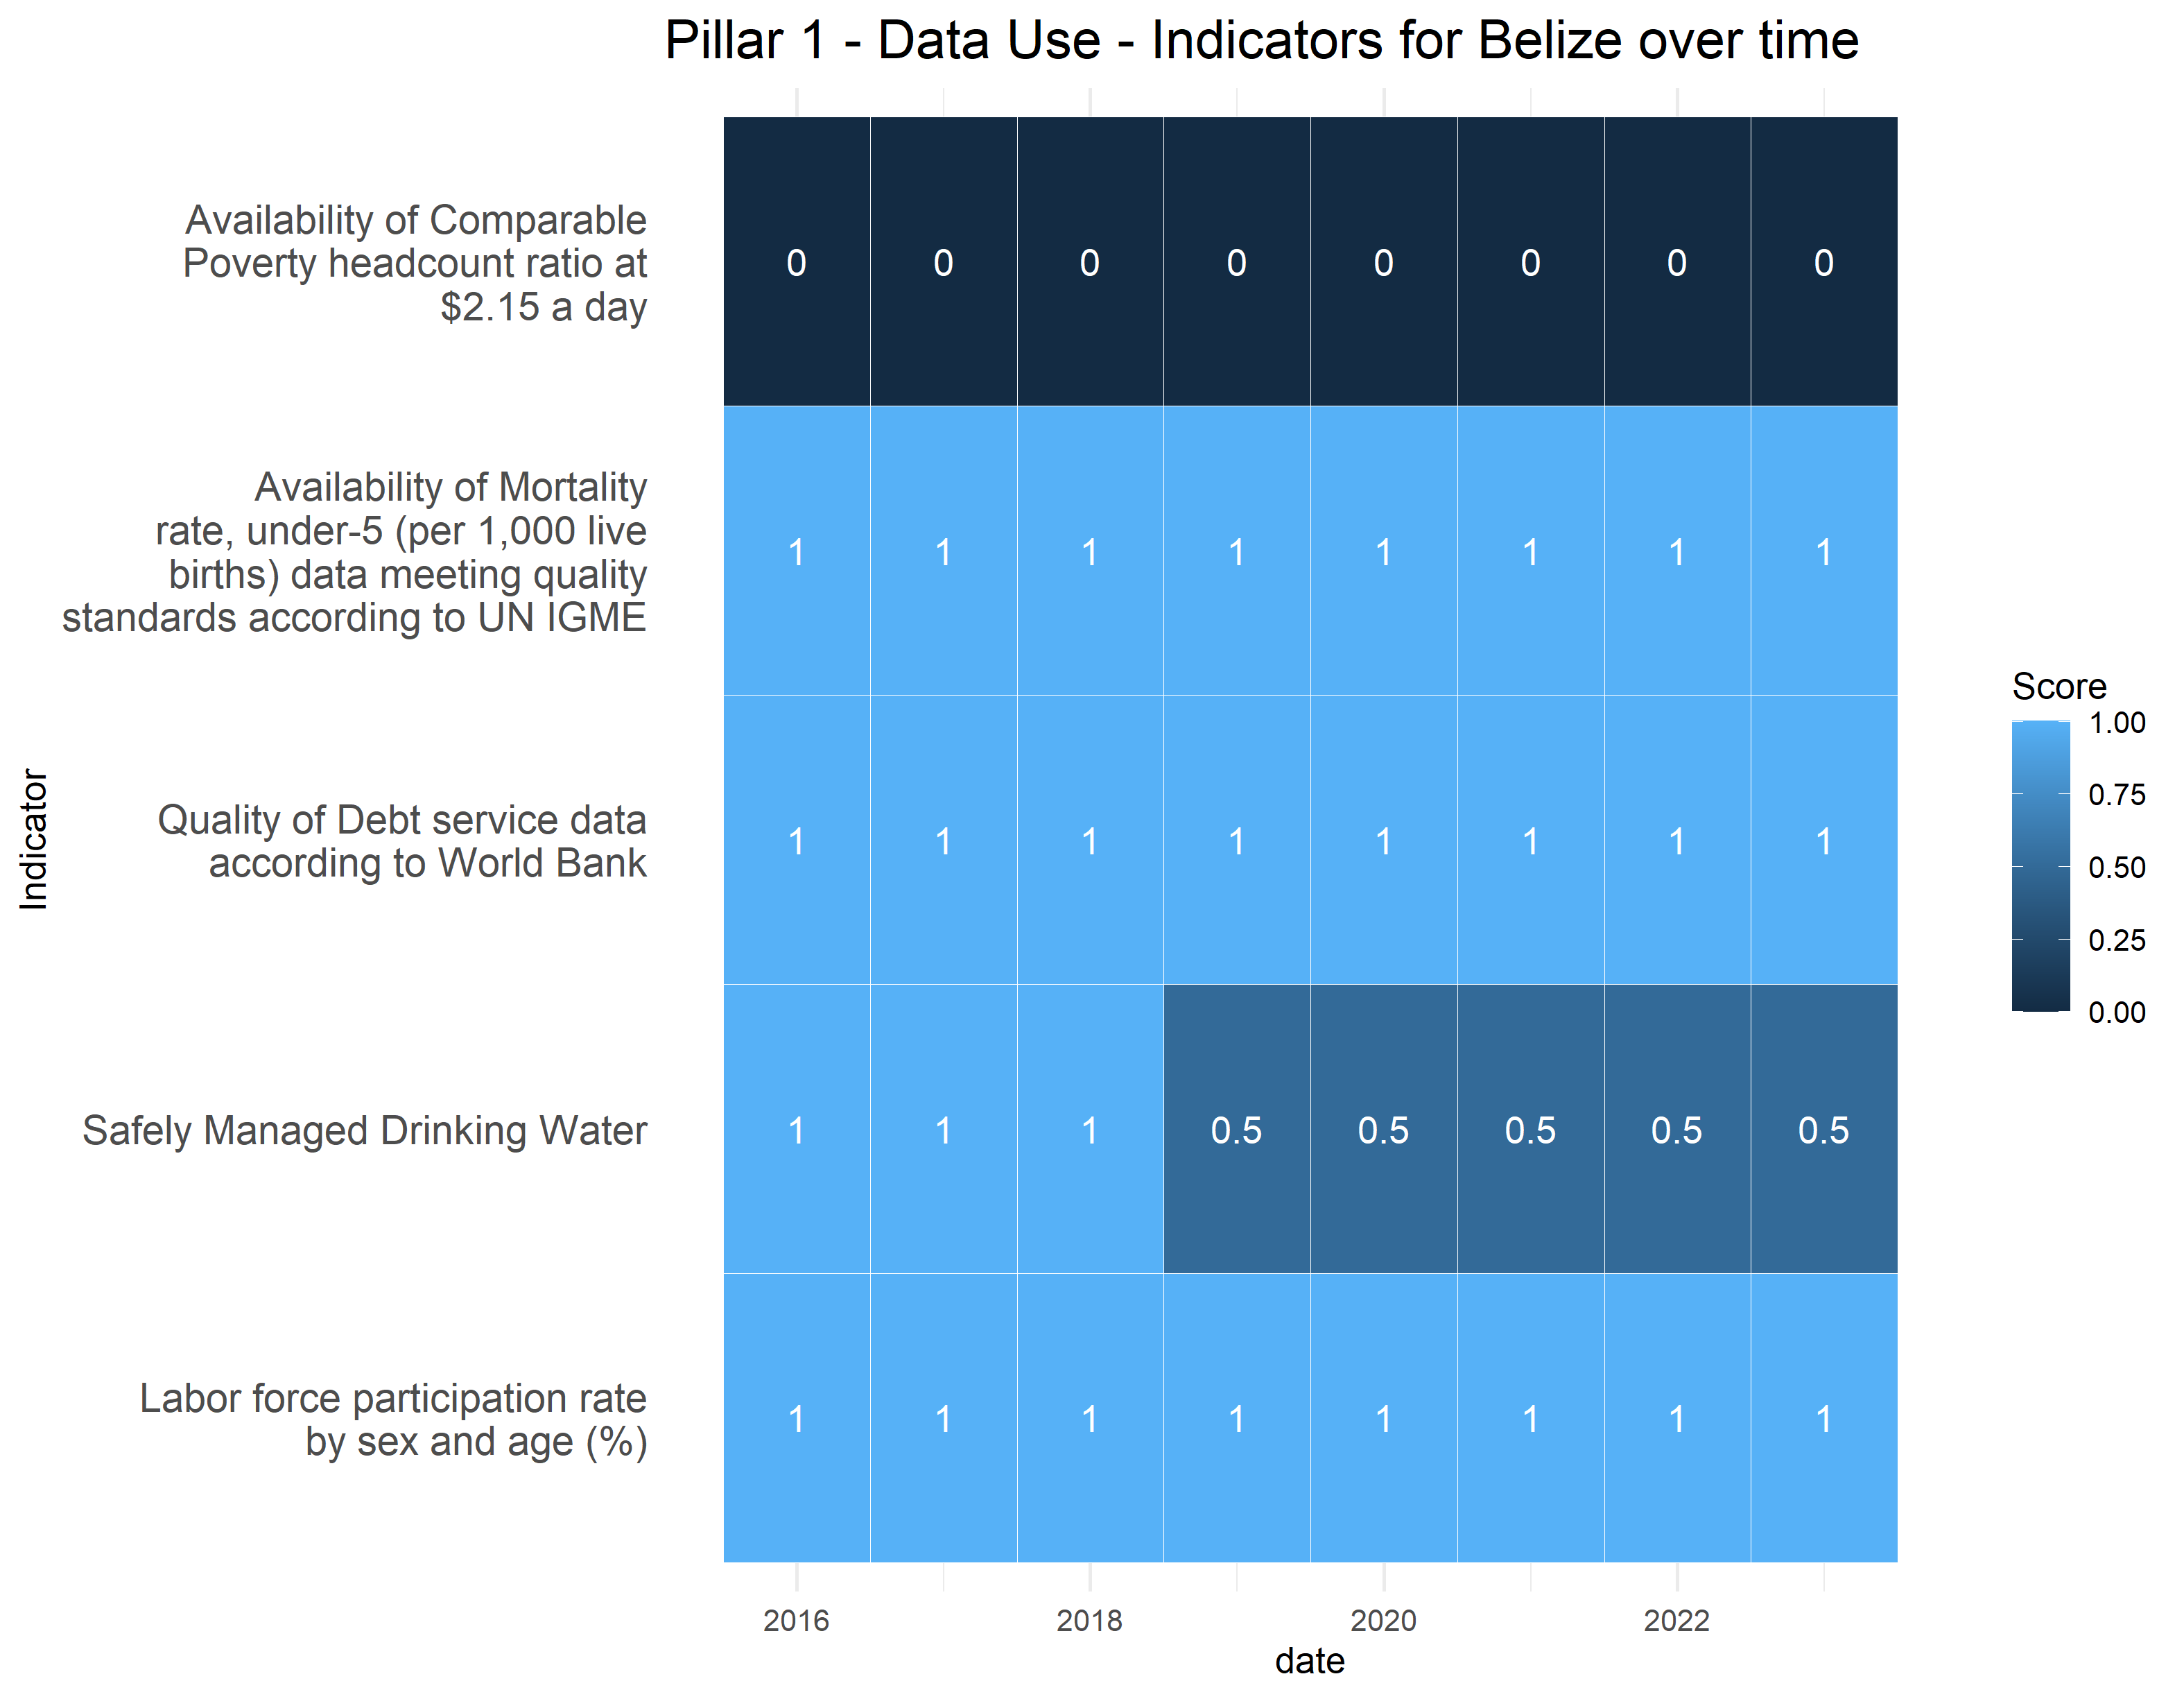 Pillar 1 - Data Use - Indicators for Belize over time
Indicator
Availability of Comparable
Poverty headcount ratio at
$2.15 a day
0 0 0 0 0 0 0 0
Availability of Mortality
rate, under-5 (per 1,000 live
births) data meeting quality
standards according to UN IGME
1 1 1 1 1 1 1 1
Quality of Debt service data
according to World Bank
1 1 1 1 1 1 1 1
Safely Managed Drinking Water
1 1 1 0.5 0.5 0.5 0.5 0.5
Labor force participation rate
by sex and age (%)
1 1 1 1 1 1 1 1
2016 2018 2020 2022
date
Score
1.00
0.75
0.50
0.25
0.00